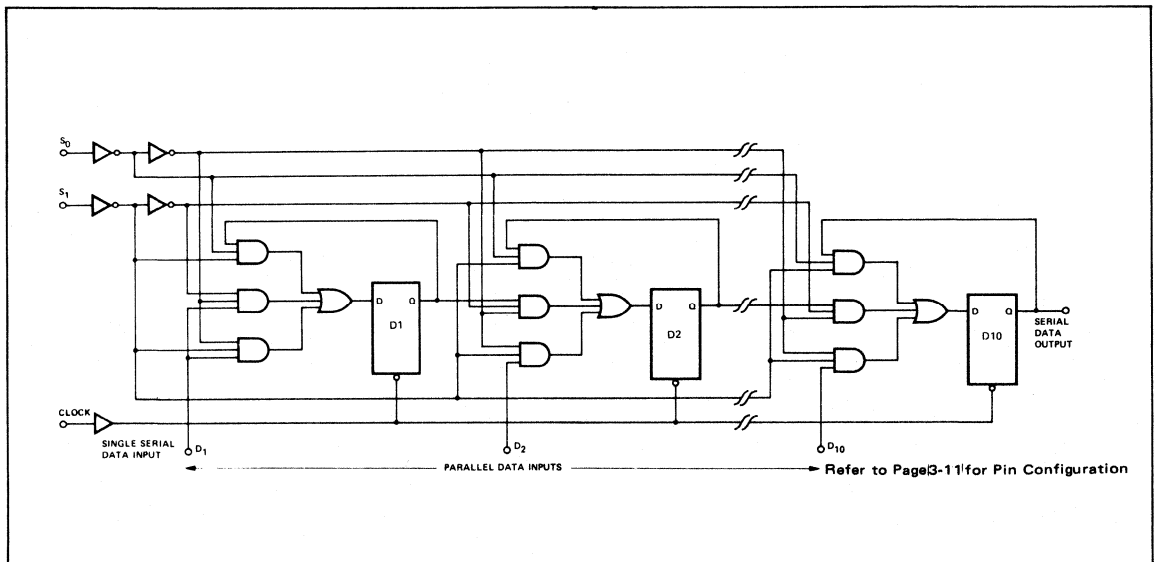 S0
S1
D Q
D1
D Q
D2
D Q
D10
SERIAL
DATA
OUTPUT
CLOCK
SINGLE SERIAL
DATA INPUT
D1
D2
D10
PARALLEL DATA INPUTS
Refer to Page 3-11 for Pin Configuration